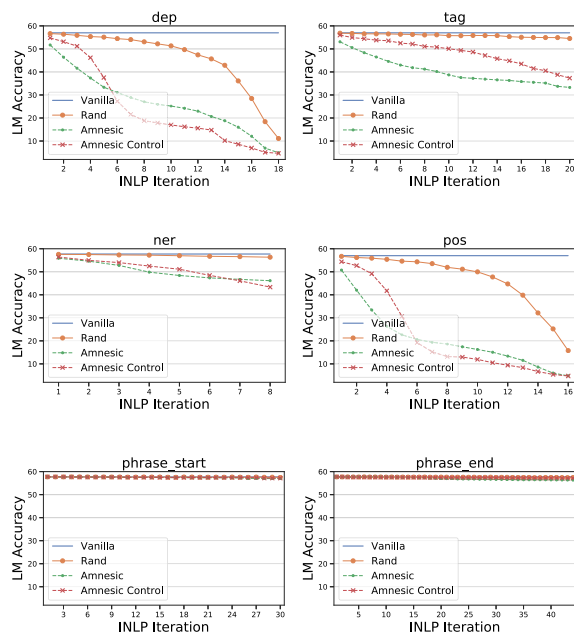 dep
LM Accuracy
60
50
40
30
20
10
Vanilla
Rand
Amnesic
Amnesic Control
2 4 6 8 10 12 14 16 18
INLP Iteration
tag
LM Accuracy
60
50
40
30
20
10
Vanilla
Rand
Amnesic
Amnesic Control
2 4 6 8 10 12 14 16 18 20
INLP Iteration
ner
LM Accuracy
60
50
40
30
20
10
Vanilla
Rand
Amnesic
Amnesic Control
1 2 3 4 5 6 7 8
INLP Iteration
pos
LM Accuracy
60
50
40
30
20
10
Vanilla
Rand
Amnesic
Amnesic Control
2 4 6 8 10 12 14 16
INLP Iteration
phrase_start
LM Accuracy
60
50
40
30
20
10
Vanilla
Rand
Amnesic
Amnesic Control
3 6 9 12 15 18 21 24 27 30
INLP Iteration
phrase_end
LM Accuracy
60
50
40
30
20
10
Vanilla
Rand
Amnesic
Amnesic Control
5 10 15 20 25 30 35 40
INLP Iteration